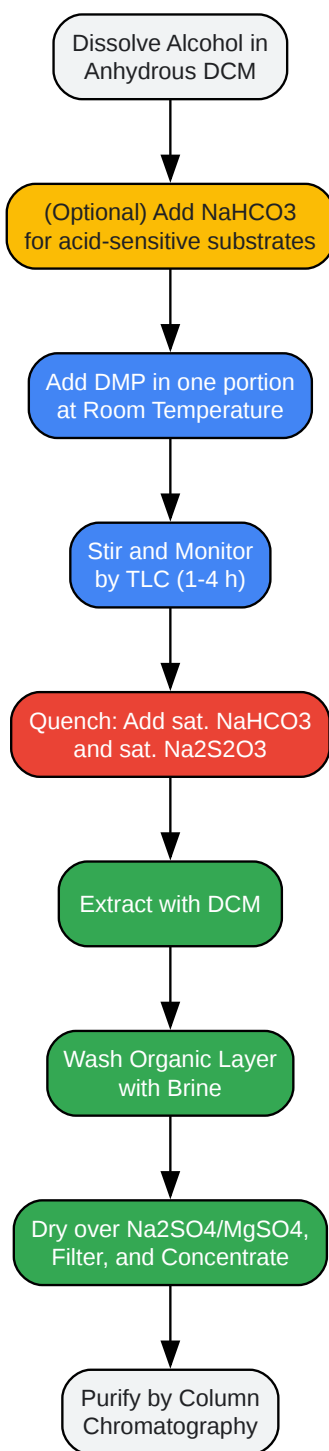 Dissolve Alcohol in
Anhydrous DCM
(Optional) Add NaHCO3
for acid-sensitive substrates
Add DMP in one portion
at Room Temperature
Stir and Monitor
by TLC (1-4 h)
Quench: Add sat. NaHCO3
and sat. Na2S2O3
Extract with DCM
Wash Organic Layer
with Brine
Dry over Na2SO4/MgSO4,
Filter, and Concentrate
Purify by Column
Chromatography